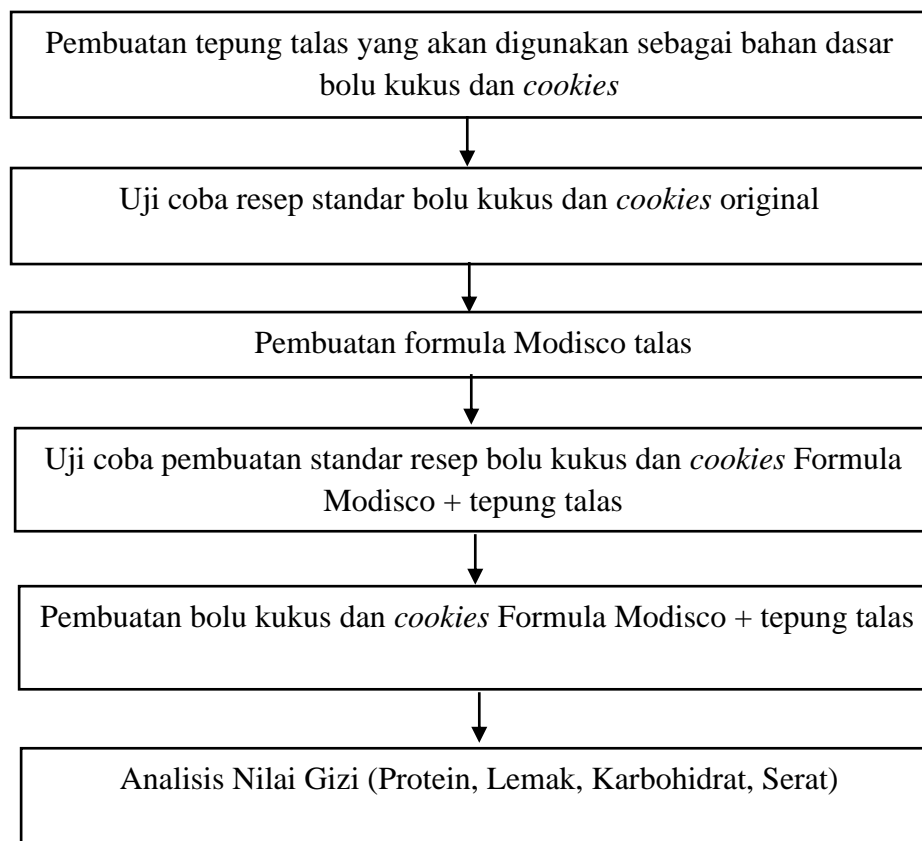 Pembuatan tepung talas yang akan digunakan sebagai bahan dasar
bolu kukus dan cookies
Uji coba resep standar bolu kukus dan cookies original
Pembuatan formula Modisco talas
Uji coba pembuatan standar resep bolu kukus dan cookies Formula
Modisco + tepung talas
Pembuatan bolu kukus dan cookies Formula Modisco + tepung talas
Analisis Nilai Gizi (Protein, Lemak, Karbohidrat, Serat)